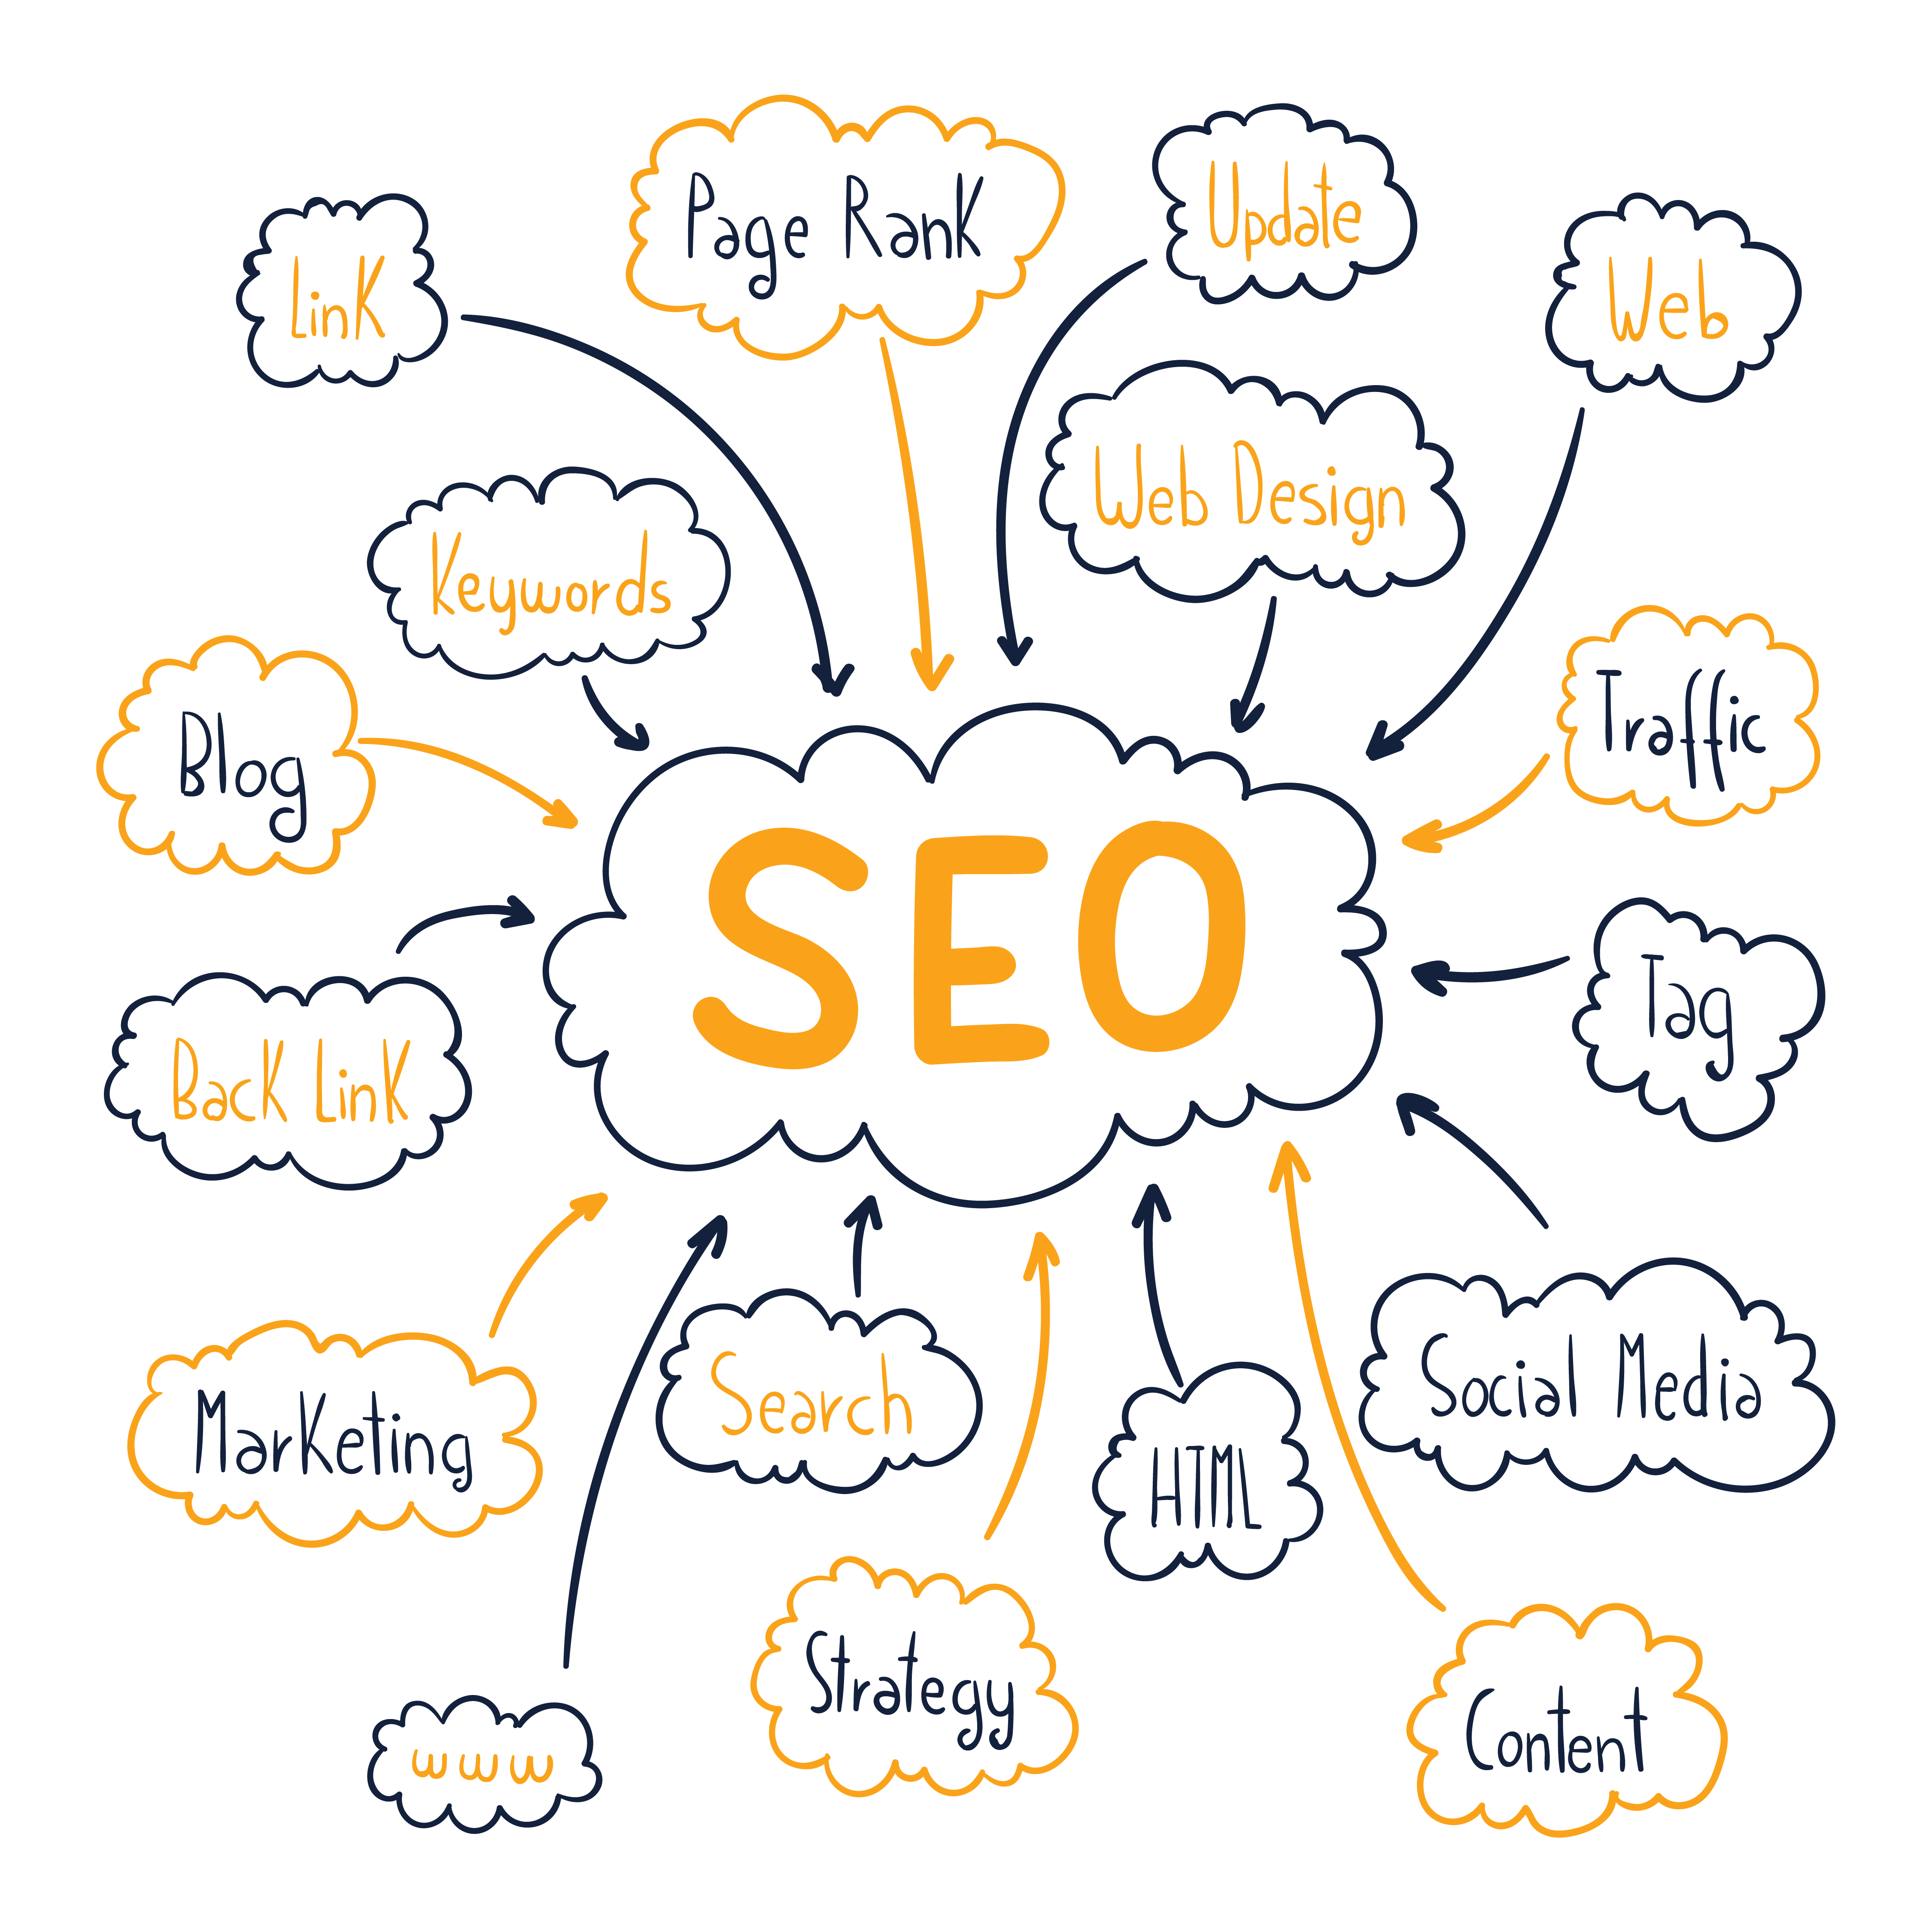 Link
Page Rank
Update
Web
Keywords
Web Design
Blog
Traffic
SEO
Back Link
Tag
Marketing
Search
HTML
Social Media
Strategy
www
Content